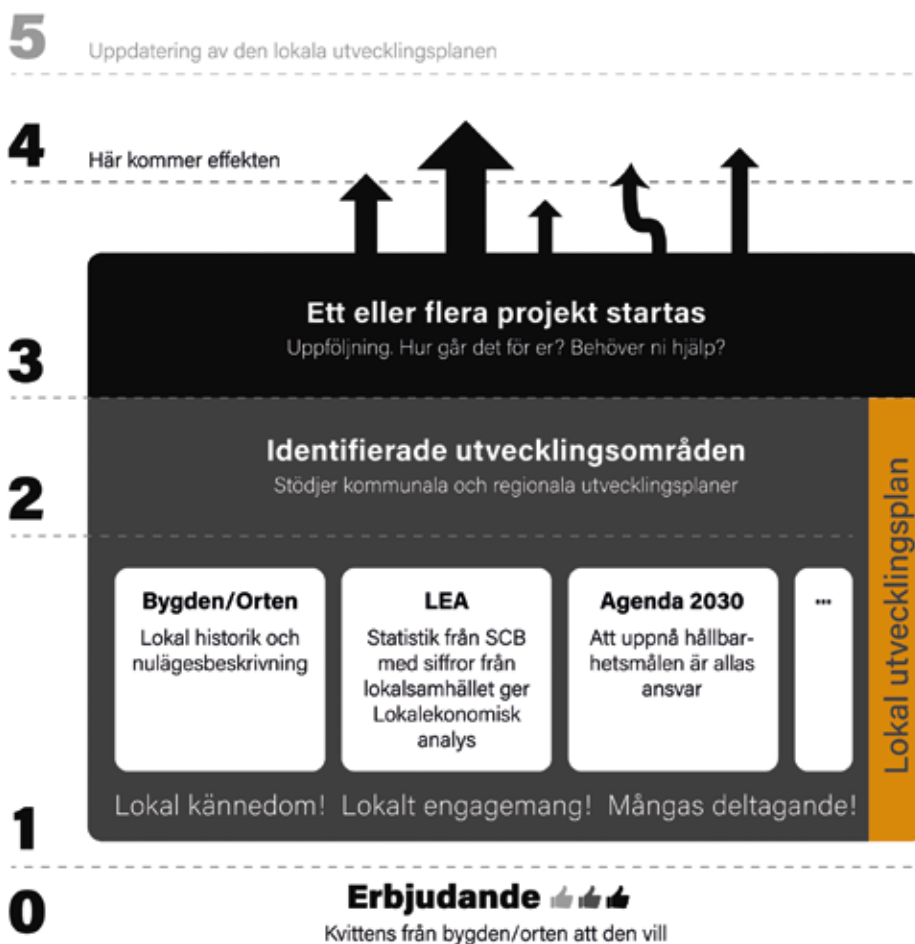 5
Uppdatering av den lokala utvecklingsplanen
4
Här kommer effekten
Ett eller flera projekt startas
Uppföljning. Hur går det för er? Behöver ni hjälp?
3
Identifierade utvecklingsområden
Stödjer kommunala och regionala utvecklingsplaner
2
Lokal utvecklingsplan
Bygden/Orten
Lokal historik och
nulägesbeskrivning
LEA
Statistik från SCB
med siffror från
lokalsamhället ger
Lokalekonomisk
analys
Agenda 2030
Att uppnå hållbar-
hetsmålen är allas
ansvar
...
Lokal kännedom! Lokalt engagemang! Mångas deltagande!
1
0
Erbjudande
Kvittens från bygden/orten att den vill